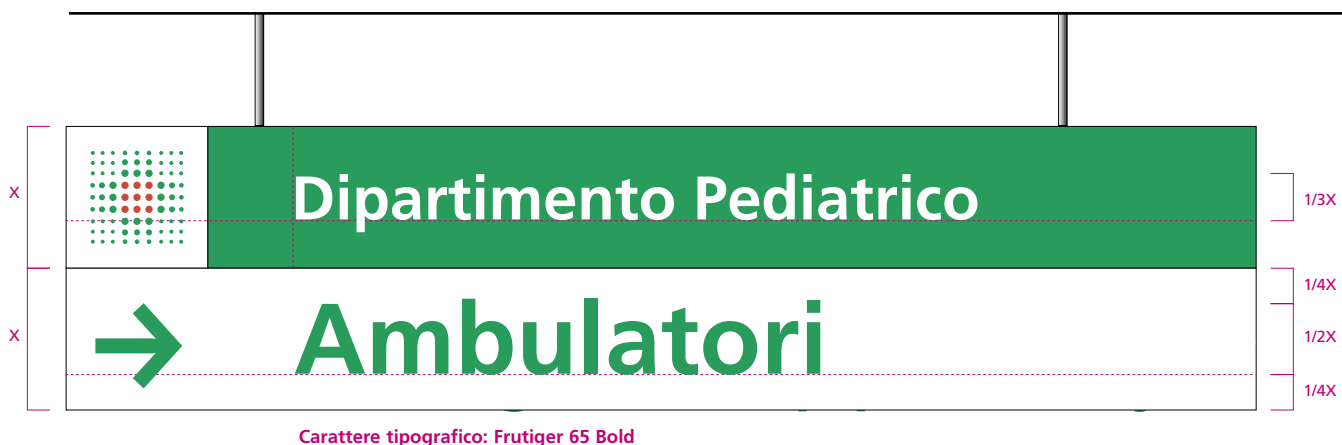 X
Dipartimento Pediatrico
1/3X
X
Ambulatori
1/4X
1/2X
1/4X
Carattere tipografico: Frutiger 65 Bold